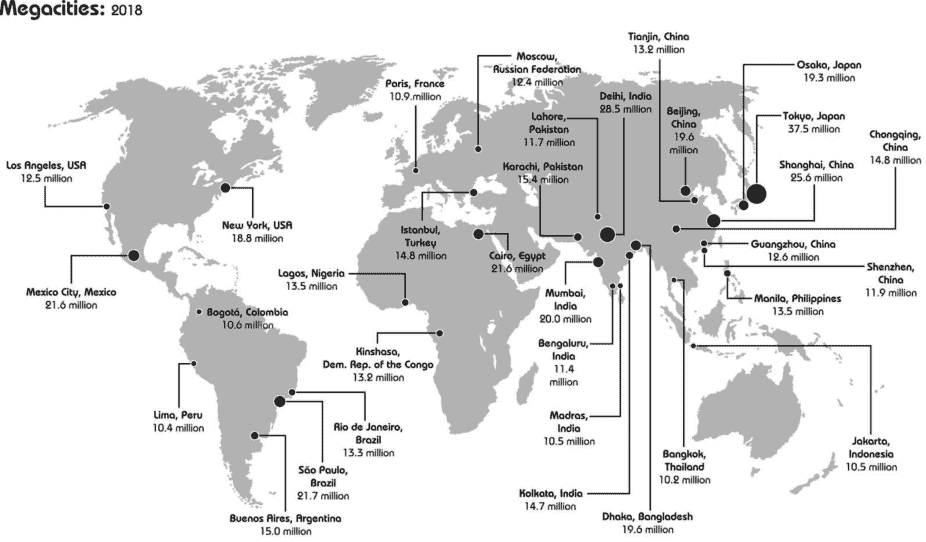 Megacities: 2018
Tianjin, China
13.2 million
Moscow,
Russian Federation
12.4 million
Osaka, Japan
19.3 million
Paris, France
10.9.million
Delhi, India
28.5 million
Beijing,
China
19.6
million
Tokyo, Japan
37.5 million
Lahore,
Pakistan
11.7 million
Chongqing,
China
14.8 million
Los Angeles, USA
12.5 million
Karachi, Pakistan
15.4 million
Shanghai, China
25.6 million
New York, USA
18.8 million
Istanbul,
Turkey
14.8 million
Cairo, Egypt
21.6 million
Guangzhou, China
12.6 million
Shenzhen,
China
11.9 million
Lagos, Nigeria
13.5 million
Mexico City, Mexico
21.6 million
Mumbai,
India
20.0 million
Manila, Philippines
13.5 million
Bogotá, Colombia
10.6 million
Bengaluru,
India
11.4
million
Kinshasa,
Dem. Rep. of the Congo
13.2 million
Lima, Peru
10.4 million
Madras,
India
10.5 million
Rio de Janeiro,
Brazil
13.3 million
Jakarta,
Indonesia
10.5 million
Bangkok,
Thailand
10.2 million
São Paulo,
Brazil
21.7 million
Kolkata, India
14.7 million
Buenos Aires, Argentina
15.0 million
Dhaka, Bangladesh
19.6 million